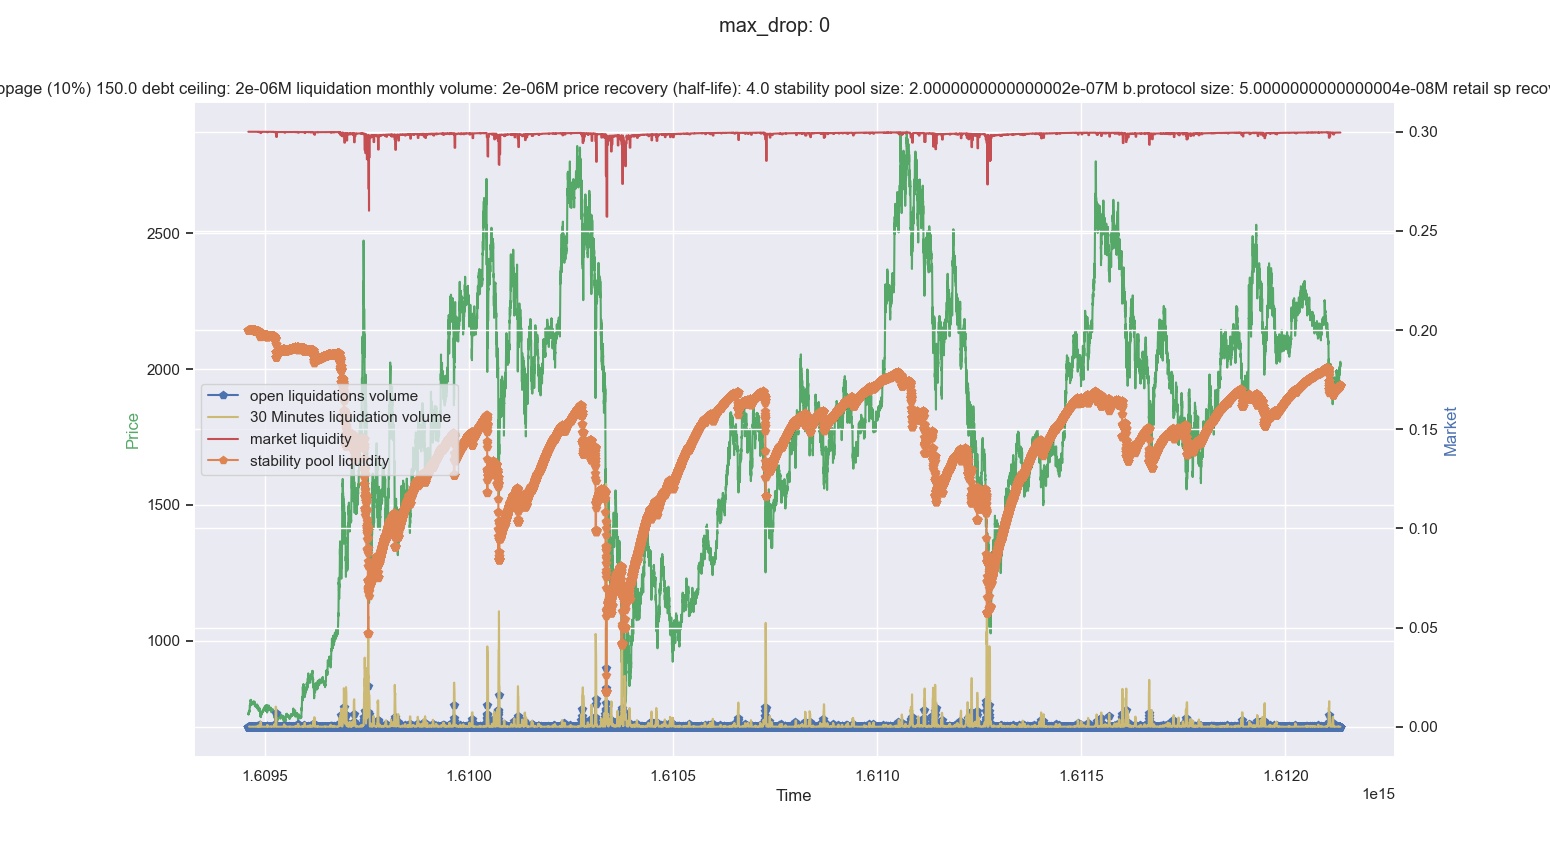 max_drop: 0
opage (10%) 150.0 debt ceiling: 2e-06M liquidation monthly volume: 2e-06M price recovery (half-life): 4.0 stability pool size: 2.0000000000000002e-07M b.protocol size: 5.0000000000000004e-08M retail sp recov
0.30
2500
0.25
0.20
2000
open liquidations volume
30 Minutes liquidation volume
market liquidity
stability pool liquidity
Price
Market
0.15
1500
0.10
1000
0.05
0.00
1.6095 1.6100 1.6105 1.6110 1.6115 1.6120
Time
1e15